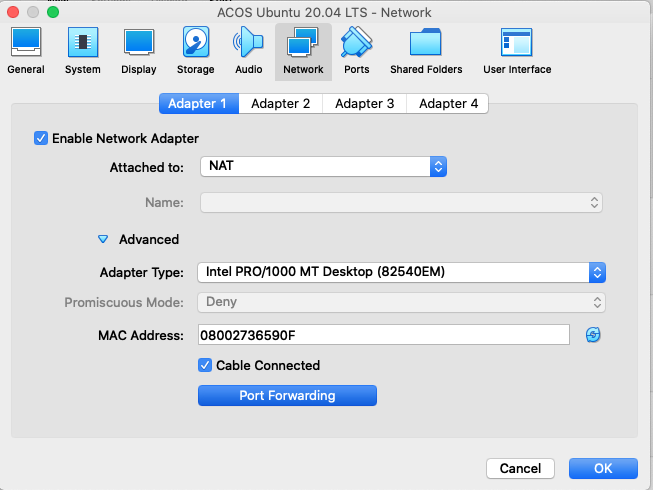 ACOS Ubuntu 20.04 LTS - Network
General System Display Storage Audio Network Ports Shared Folders User Interface
Adapter 1 Adapter 2 Adapter 3 Adapter 4
Enable Network Adapter
Attached to: NAT
Name:
Advanced
Adapter Type: Intel PRO/1000 MT Desktop (82540EM)
Promiscuous Mode: Deny
MAC Address: 08002736590F
Cable Connected
Port Forwarding
Cancel OK